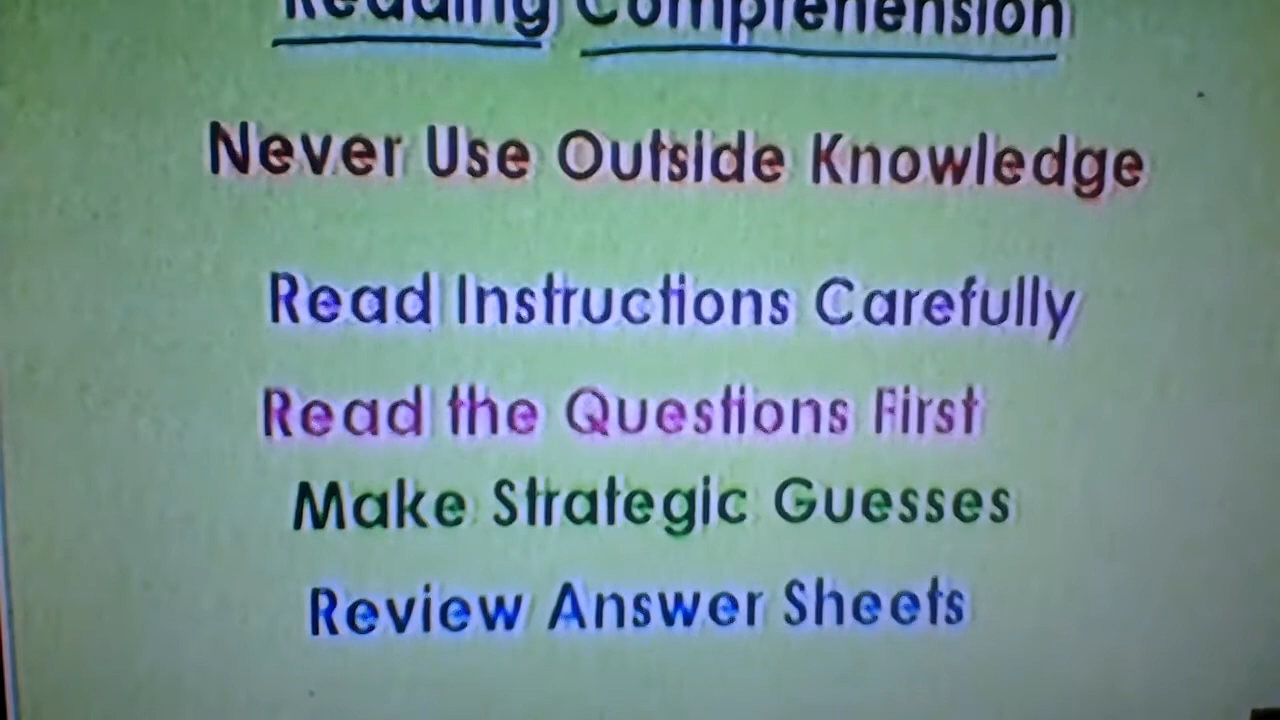 Reading Comprehension
Never Use Outside Knowledge
Read Instructions Carefully
Read the Questions First
Make Strategic Guesses
Review Answer Sheets